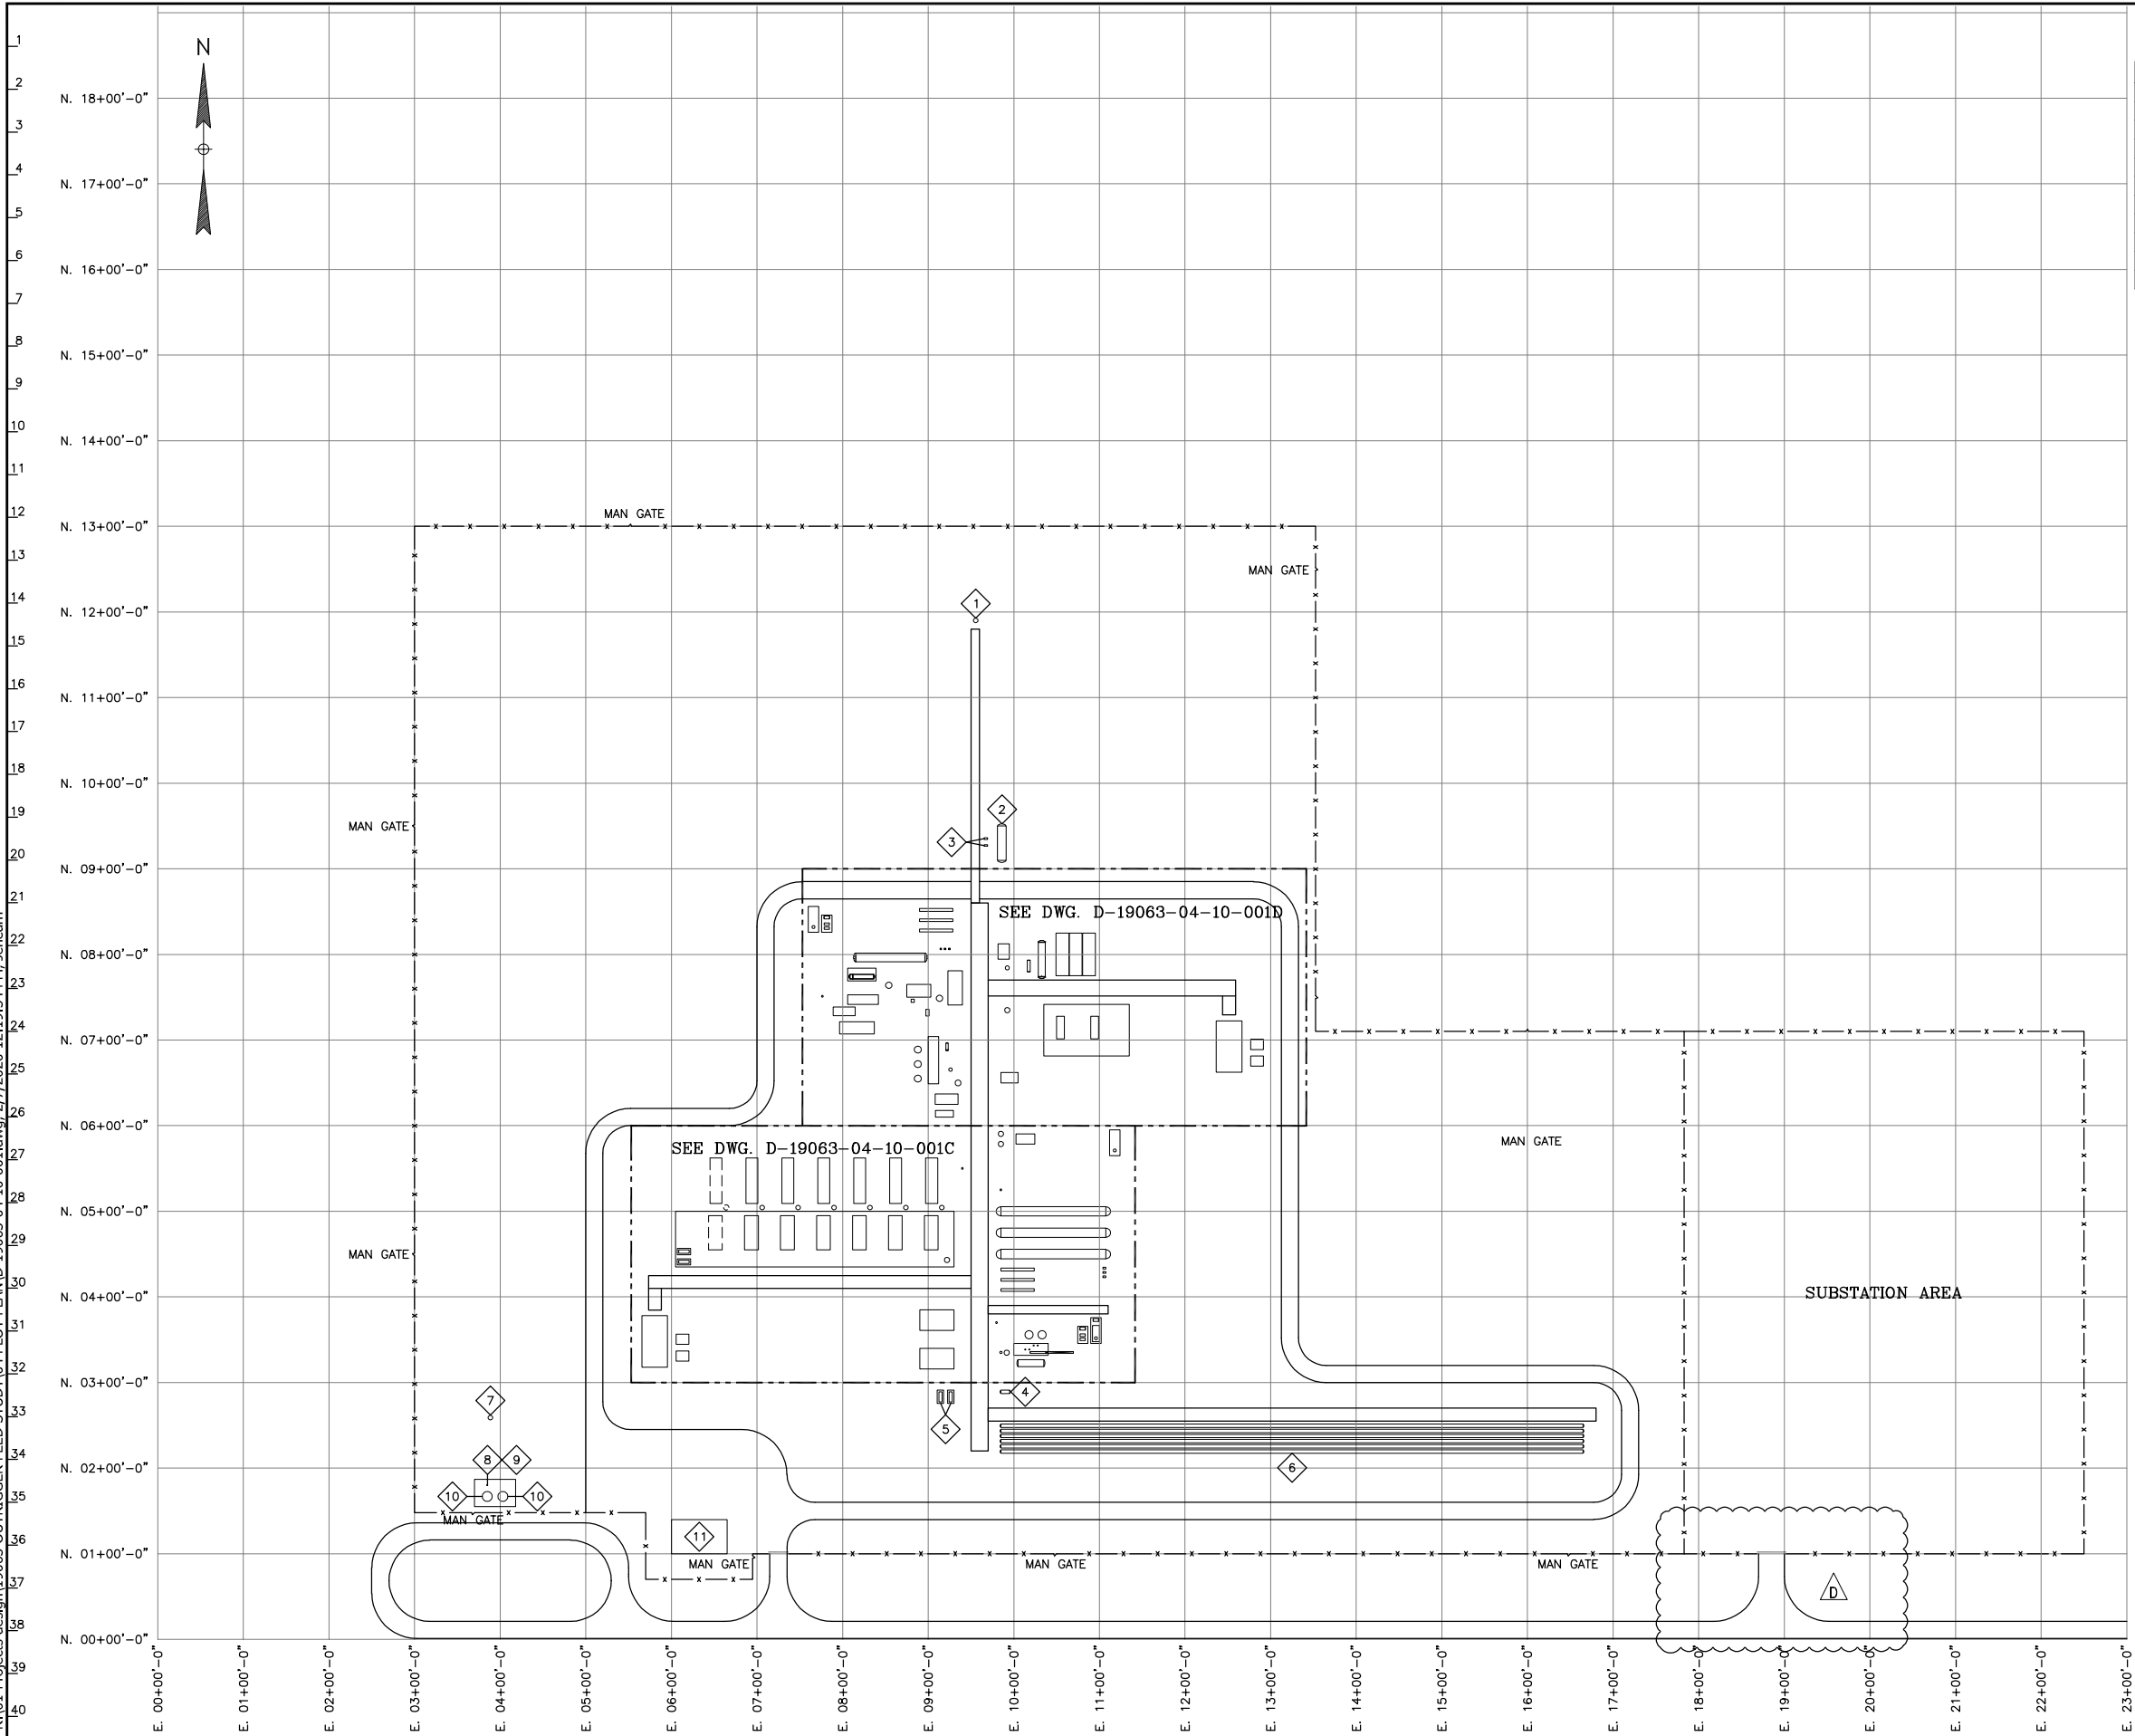 1
2
3
4
5
6
7
8
9
10
11
12
13
14
15
16
17
18
19
20
21
22
23
24
25
26
27
28
29
30
31
32
33
34
35
36
37
38
39
40
N
N. 18+00'-0"
N. 17+00'-0"
N. 16+00'-0"
N. 15+00'-0"
N. 14+00'-0"
N. 13+00'-0"
N. 12+00'-0"
N. 11+00'-0"
N. 10+00'-0"
N. 09+00'-0"
N. 08+00'-0"
N. 07+00'-0"
N. 06+00'-0"
N. 05+00'-0"
N. 04+00'-0"
N. 03+00'-0"
N. 02+00'-0"
N. 01+00'-0"
N. 00+00'-0"
MAN GATE
MAN GATE
1
2
MAN GATE
3
SEE DWG. D-19063-04-10-001D
MAN GATE
SEE DWG. D-19063-04-10-001C
MAN GATE
SUBSTATION AREA
4
7
5
8
9
6
10
10
MAN GATE
11
MAN GATE
MAN GATE
MAN GATE
D
E. 00+00'-0"
E. 01+00'-0"
E. 02+00'-0"
E. 03+00'-0"
E. 04+00'-0"
E. 05+00'-0"
E. 06+00'-0"
E. 07+00'-0"
E. 08+00'-0"
E. 09+00'-0"
E. 10+00'-0"
E. 11+00'-0"
E. 12+00'-0"
E. 13+00'-0"
E. 14+00'-0"
E. 15+00'-0"
E. 16+00'-0"
E. 17+00'-0"
E. 18+00'-0"
E. 19+00'-0"
E. 20+00'-0"
E. 21+00'-0"
E. 22+00'-0"
E. 23+00'-0"